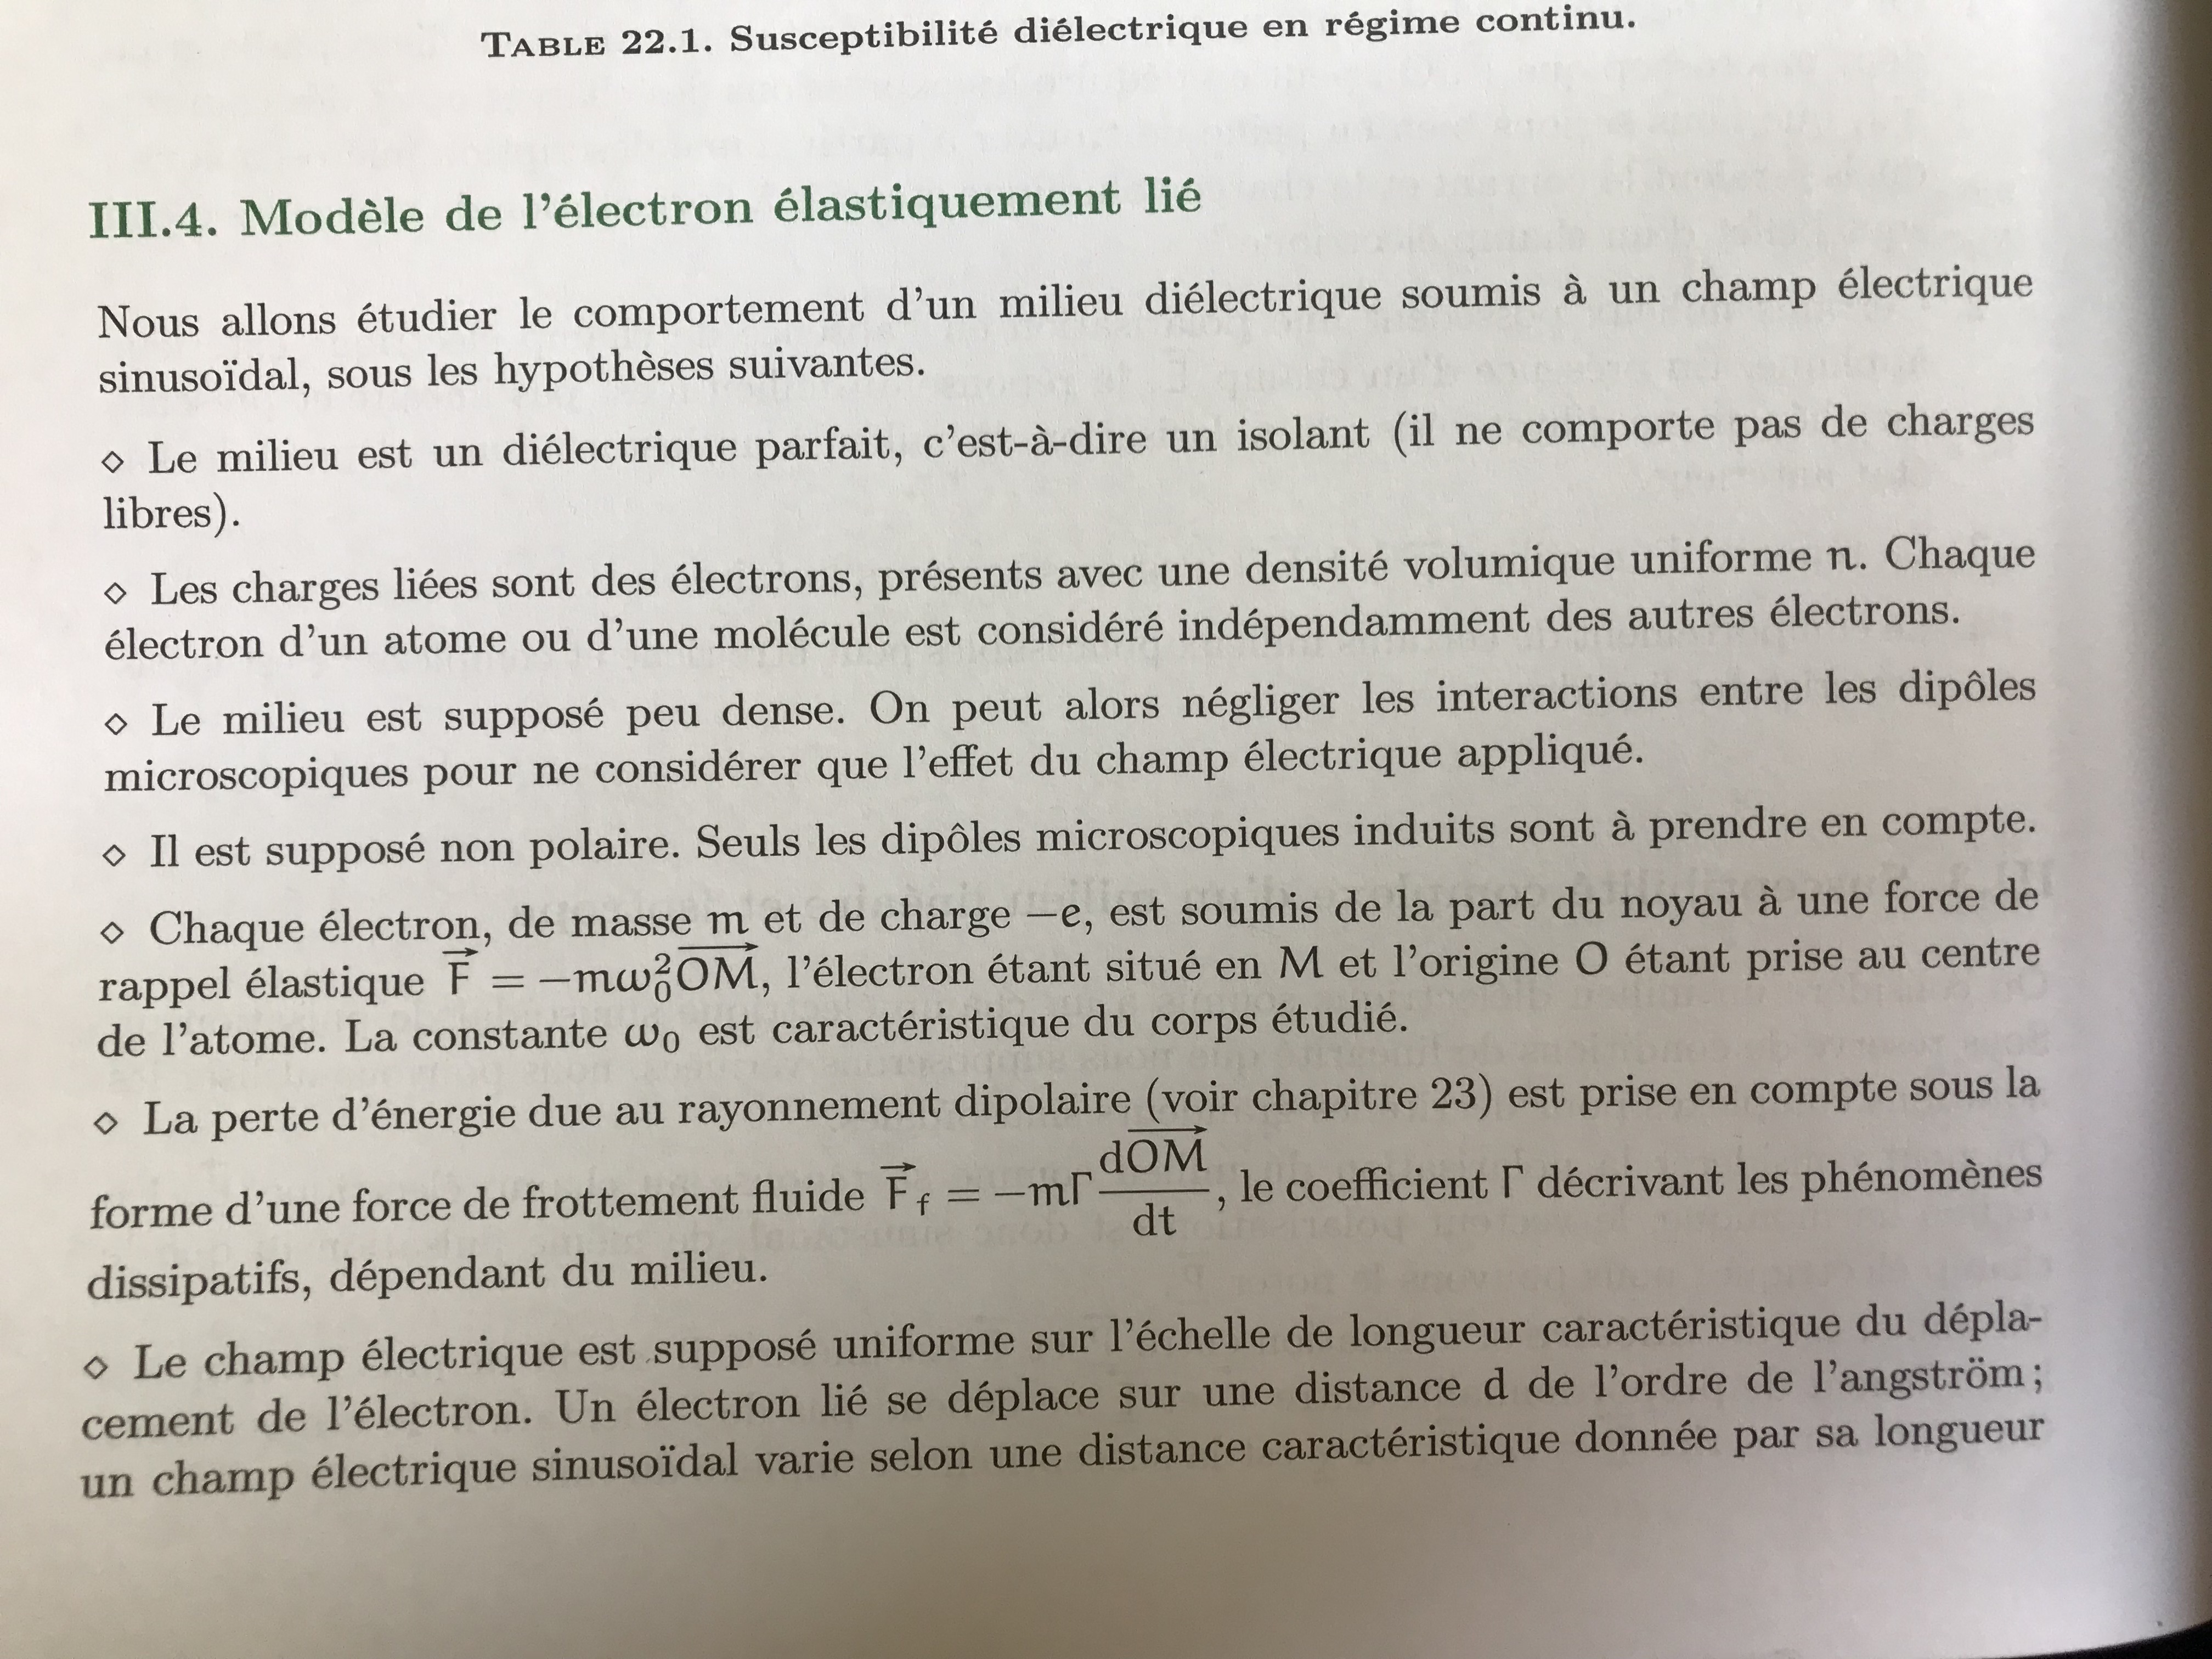 TABLE 22.1. Susceptibilité diélectrique en régime continu.
III.4. Modèle de l'électron élastiquement lié
Nous allons étudier le comportement d'un milieu diélectrique soumis à un champ électrique
sinusoïdal, sous les hypothèses suivantes.
⋄ Le milieu est un diélectrique parfait, c'est-à-dire un isolant (il ne comporte pas de charges
libres).
⋄ Les charges liées sont des électrons, présents avec une densité volumique uniforme n. Chaque
électron d'un atome ou d'une molécule est considéré indépendamment des autres électrons.
⋄ Le milieu est supposé peu dense. On peut alors négliger les interactions entre les dipôles
microscopiques pour ne considérer que l'effet du champ électrique appliqué.
⋄ Il est supposé non polaire. Seuls les dipôles microscopiques induits sont à prendre en compte.
⋄ Chaque électron, de masse m et de charge −e, est soumis de la part du noyau à une force de
rappel élastique $\overrightarrow{F} = -m\omega_0^2\overrightarrow{OM}$, l'électron étant situé en M et l'origine O étant prise au centre
de l'atome. La constante ω₀ est caractéristique du corps étudié.
⋄ La perte d'énergie due au rayonnement dipolaire (voir chapitre 23) est prise en compte sous la
forme d'une force de frottement fluide $\overrightarrow{F}_f = -m\Gamma\frac{d\overrightarrow{OM}}{dt}$, le coefficient Γ décrivant les phénomènes
dissipatifs, dépendant du milieu.
⋄ Le champ électrique est supposé uniforme sur l'échelle de longueur caractéristique du dépla-
cement de l'électron. Un électron lié se déplace sur une distance d de l'ordre de l'angström ;
un champ électrique sinusoïdal varie selon une distance caractéristique donnée par sa longueur